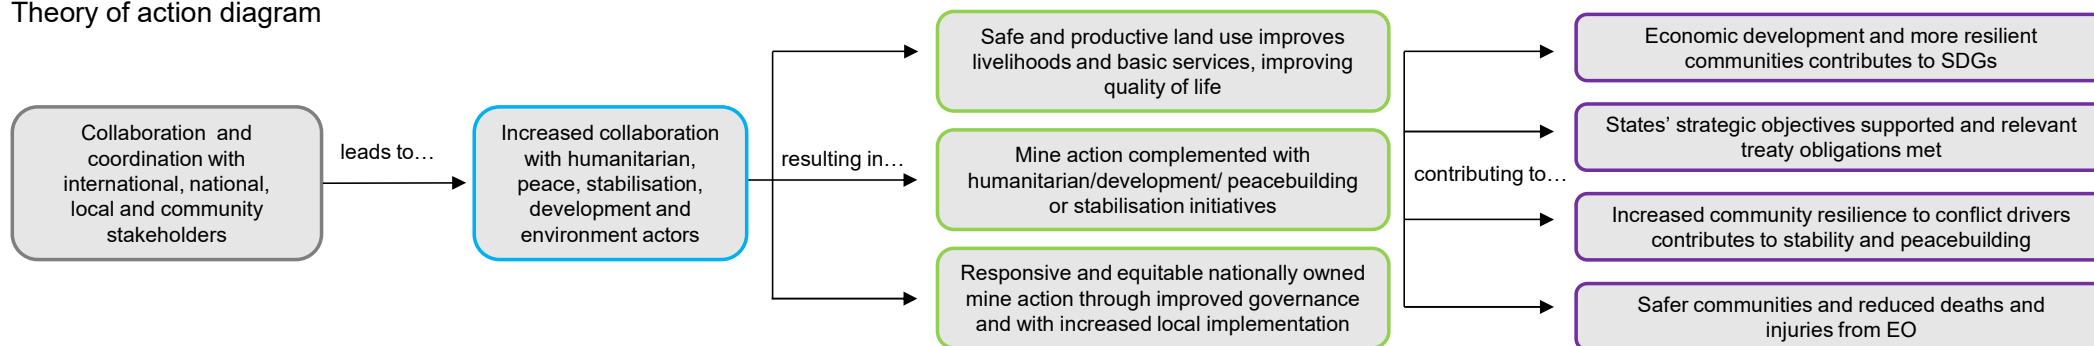 Theory of action diagram
Collaboration and
coordination with
international, national,
local and community
stakeholders
leads to…
Increased collaboration
with humanitarian,
peace, stabilisation,
development and
environment actors
resulting in…
Safe and productive land use improves
livelihoods and basic services, improving
quality of life
Mine action complemented with
humanitarian/development/ peacebuilding
or stabilisation initiatives
Responsive and equitable nationally owned
mine action through improved governance
and with increased local implementation
contributing to…
Economic development and more resilient
communities contributes to SDGs
States’ strategic objectives supported and relevant
treaty obligations met
Increased community resilience to conflict drivers
contributes to stability and peacebuilding
Safer communities and reduced deaths and
injuries from EO